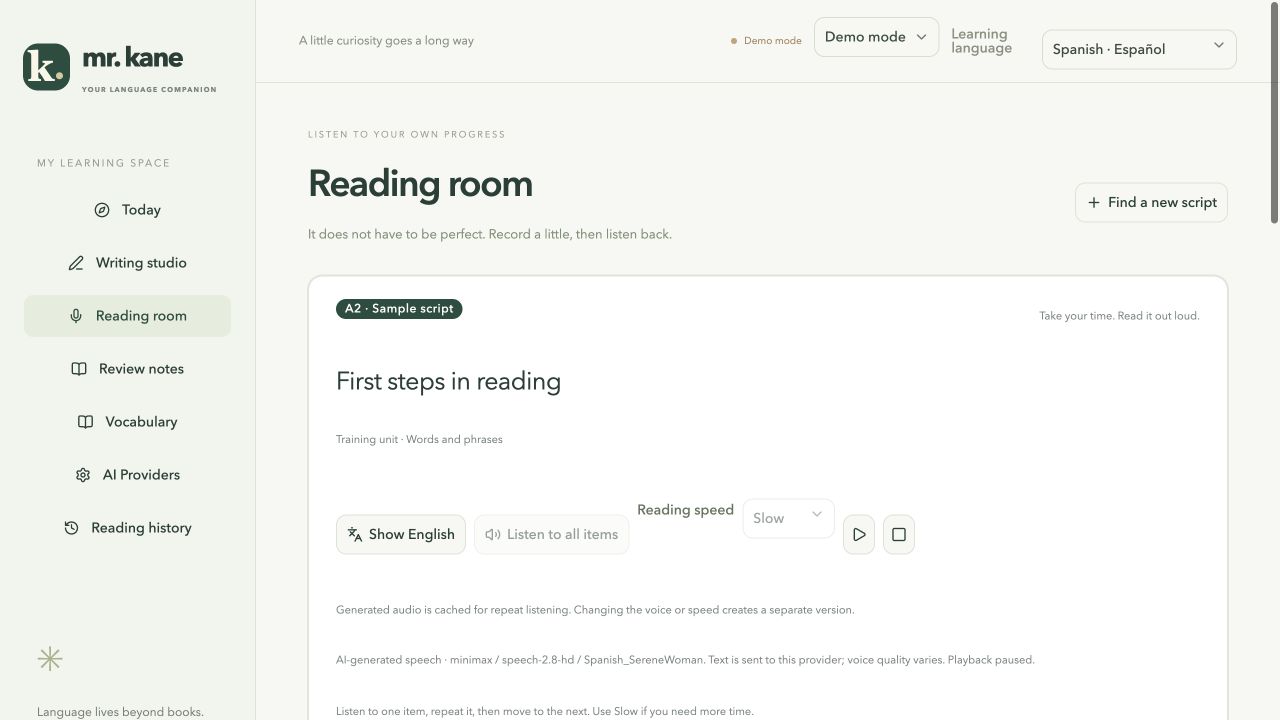 k.
mr. kane
YOUR LANGUAGE COMPANION
MY LEARNING SPACE
Today
Writing studio
Reading room
Review notes
Vocabulary
AI Providers
Reading history
Language lives beyond books.
A little curiosity goes a long way
Demo mode
Demo mode
Learning
language
Spanish · Español
LISTEN TO YOUR OWN PROGRESS
Reading room
It does not have to be perfect. Record a little, then listen back.
Find a new script
A2 · Sample script
Take your time. Read it out loud.
First steps in reading
Training unit · Words and phrases
Show English
Listen to all items
Reading speed
Slow
Generated audio is cached for repeat listening. Changing the voice or speed creates a separate version.
AI-generated speech · minimax / speech-2.8-hd / Spanish_SereneWoman. Text is sent to this provider; voice quality varies. Playback paused.
Listen to one item, repeat it, then move to the next. Use Slow if you need more time.